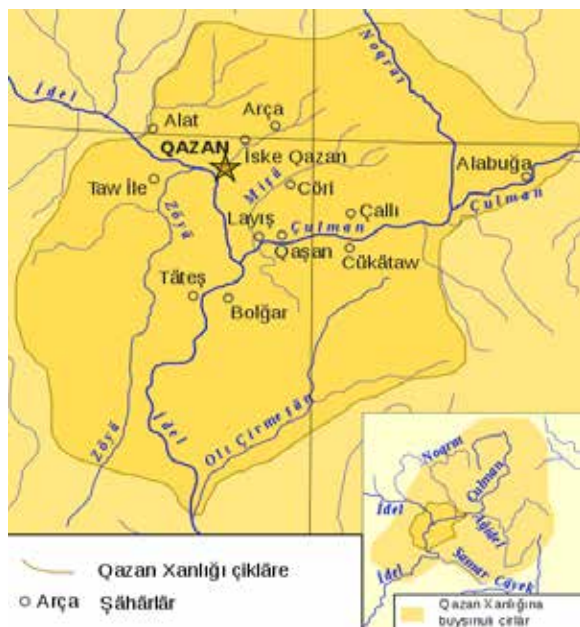 İdel
Noqrat
Alat
Arça
QAZAN
İske Qazan
Alabuğa
Taw İle
Mişä
Cöri
Zöyä
Çallı
Çulman
Layış
Çulman
Qaşan
Cükätaw
Täteş
Bolğar
İdel
Olı Çirmeşän
Zöyä
Noqrat
Çulman
İdel
Ağidel
Samar
Cayek
İdel
Qazan Xanlığı çikläre
Arça Şähärlär
Qazan Xanlığına
buysınulı cirlär